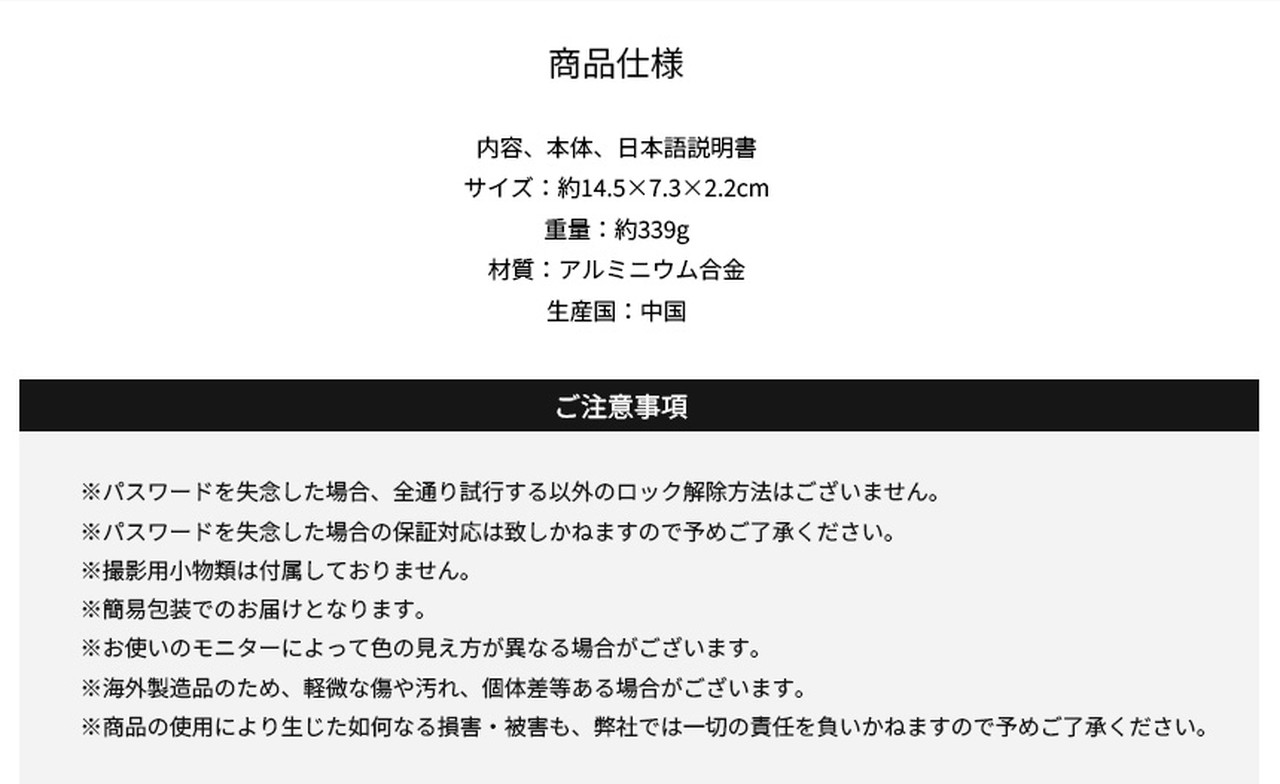 商品仕様
内容、本体、日本語説明書
サイズ：約14.5×7.3×2.2cm
重量：約339g
材質：アルミニウム合金
生産国：中国
ご注意事項
※パスワードを失念した場合、全通り試行する以外のロック解除方法はございません。
※パスワードを失念した場合の保証対応は致しかねますので予めご了承ください。
※撮影用小物類は付属しておりません。
※簡易包装でのお届けとなります。
※お使いのモニターによって色の見え方が異なる場合がございます。
※海外製造品のため、軽微な傷や汚れ、個体差等ある場合がございます。
※商品の使用により生じた如何なる損害・被害も、弊社では一切の責任を負いかねますので予めご了承ください。